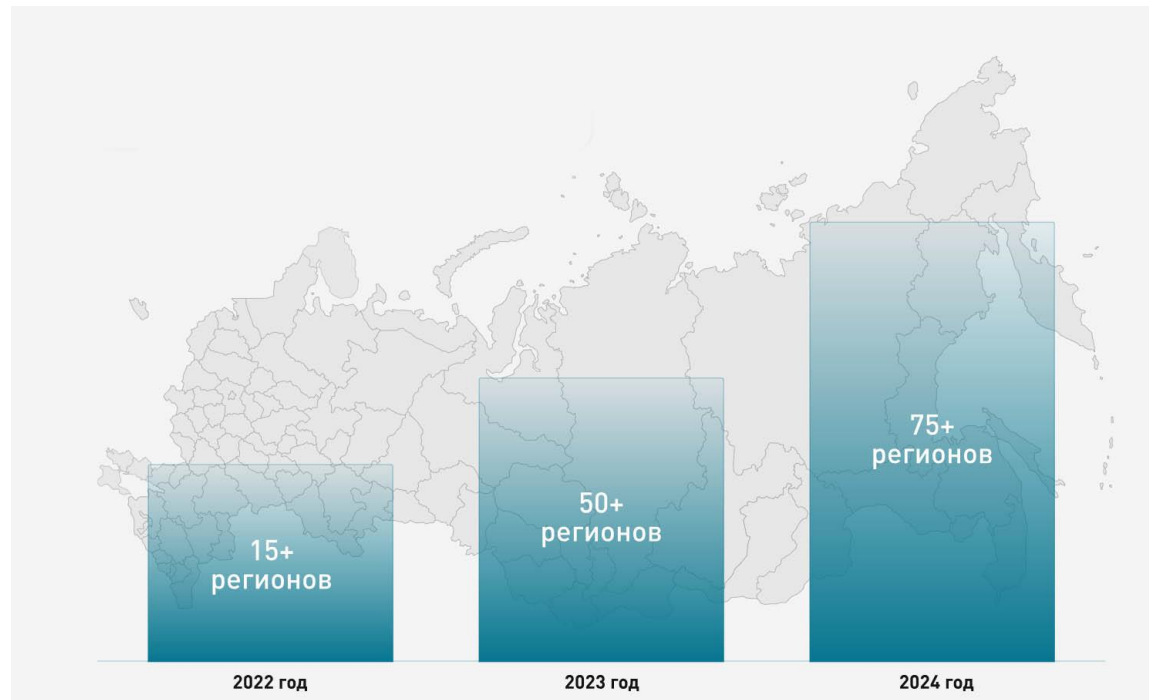 15+
регионов
50+
регионов
75+
регионов
2022 год
2023 год
2024 год